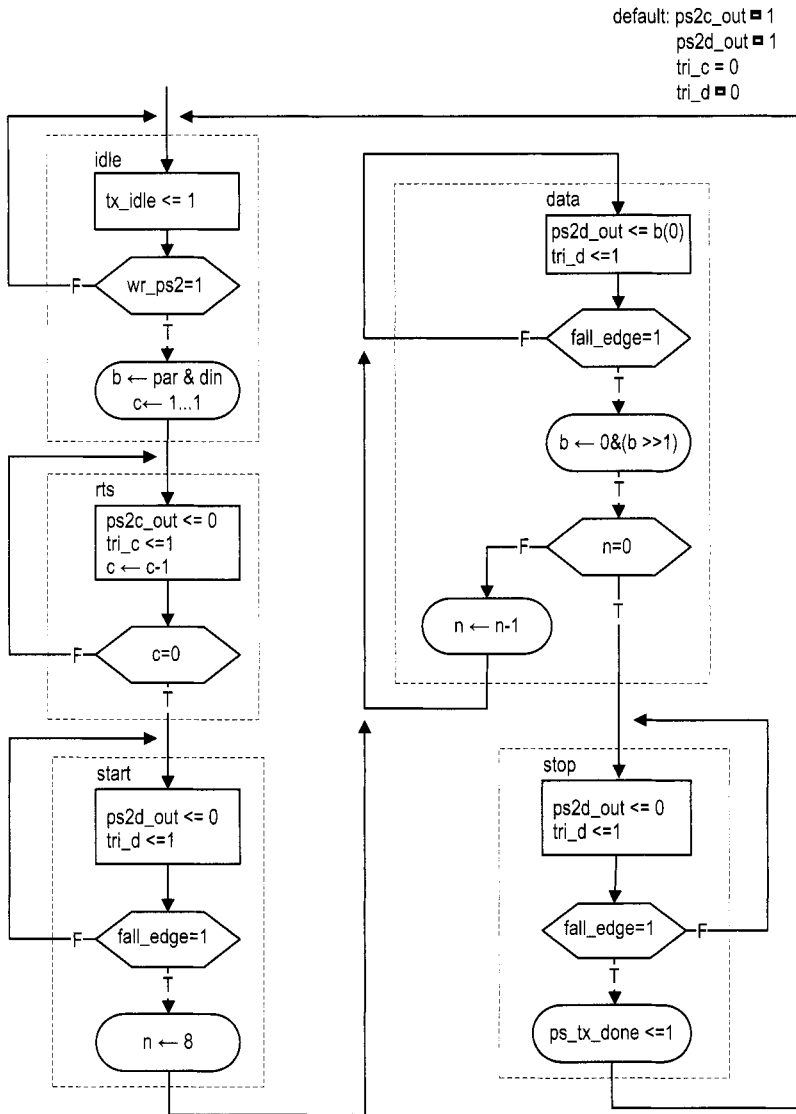 default: ps2c_out = 1
ps2d_out = 1
tri_c = 0
tri_d = 0
idle
tx_idle <= 1
wr_ps2=1
F
T
b ← par & din
c← 1...1
rts
ps2c_out <= 0
tri_c <=1
c ← c-1
c=0
F
T
start
ps2d_out <= 0
tri_d <=1
fall_edge=1
F
T
n ← 8
data
ps2d_out <= b(0)
tri_d <=1
fall_edge=1
F
T
b ← 0&(b >>1)
T
n=0
F
T
n ← n-1
stop
ps2d_out <= 0
tri_d <=1
fall_edge=1
F
T
ps_tx_done <=1